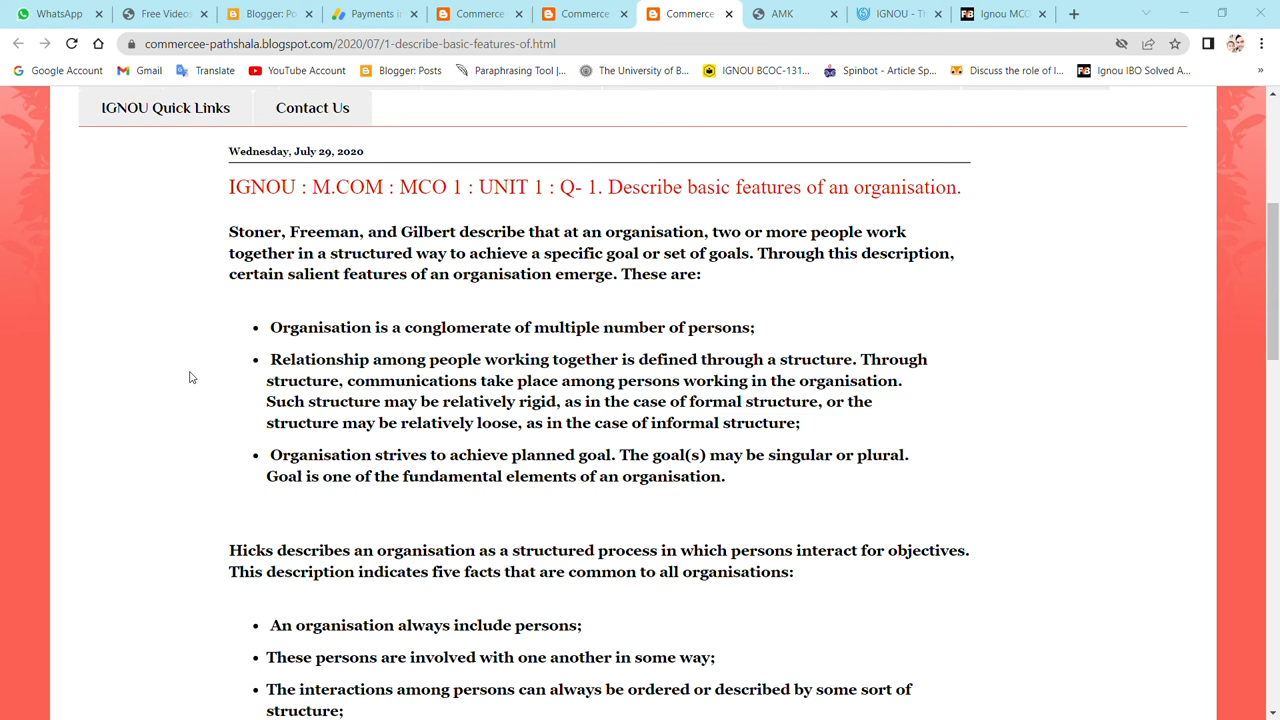 WhatsApp
Free Videos
Blogger: Po
Payments i
Commerce
Commerce
Commerce
AMK
IGNOU - Th
Ignou MCO
commercee-pathshala.blogspot.com/2020/07/1-describe-basic-features-of.html
Google Account
Gmail
Translate
YouTube Account
Blogger: Posts
Paraphrasing Tool |...
The University of B...
IGNOU BCOC-131...
Spinbot - Article Sp...
Discuss the role of I...
Ignou IBO Solved A...
»
IGNOU Quick Links
Contact Us
Wednesday, July 29, 2020
IGNOU : M.COM : MCO 1 : UNIT 1 : Q- 1. Describe basic features of an organisation.
Stoner, Freeman, and Gilbert describe that at an organisation, two or more people work
together in a structured way to achieve a specific goal or set of goals. Through this description,
certain salient features of an organisation emerge. These are:
• Organisation is a conglomerate of multiple number of persons;
• Relationship among people working together is defined through a structure. Through
structure, communications take place among persons working in the organisation.
Such structure may be relatively rigid, as in the case of formal structure, or the
structure may be relatively loose, as in the case of informal structure;
• Organisation strives to achieve planned goal. The goal(s) may be singular or plural.
Goal is one of the fundamental elements of an organisation.
Hicks describes an organisation as a structured process in which persons interact for objectives.
This description indicates five facts that are common to all organisations:
• An organisation always include persons;
• These persons are involved with one another in some way;
• The interactions among persons can always be ordered or described by some sort of
structure;